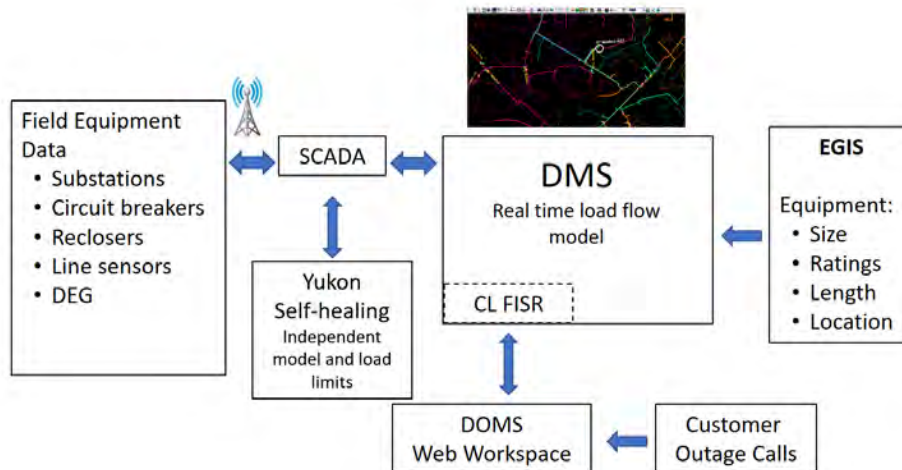 Field Equipment
Data
• Substations
• Circuit breakers
• Reclosers
• Line sensors
• DEG
SCADA
Yukon
Self-healing
Independent
model and load
limits
DMS
Real time load flow
model
CL FISR
EGIS
Equipment:
• Size
• Ratings
• Length
• Location
DOMS
Web Workspace
Customer
Outage Calls